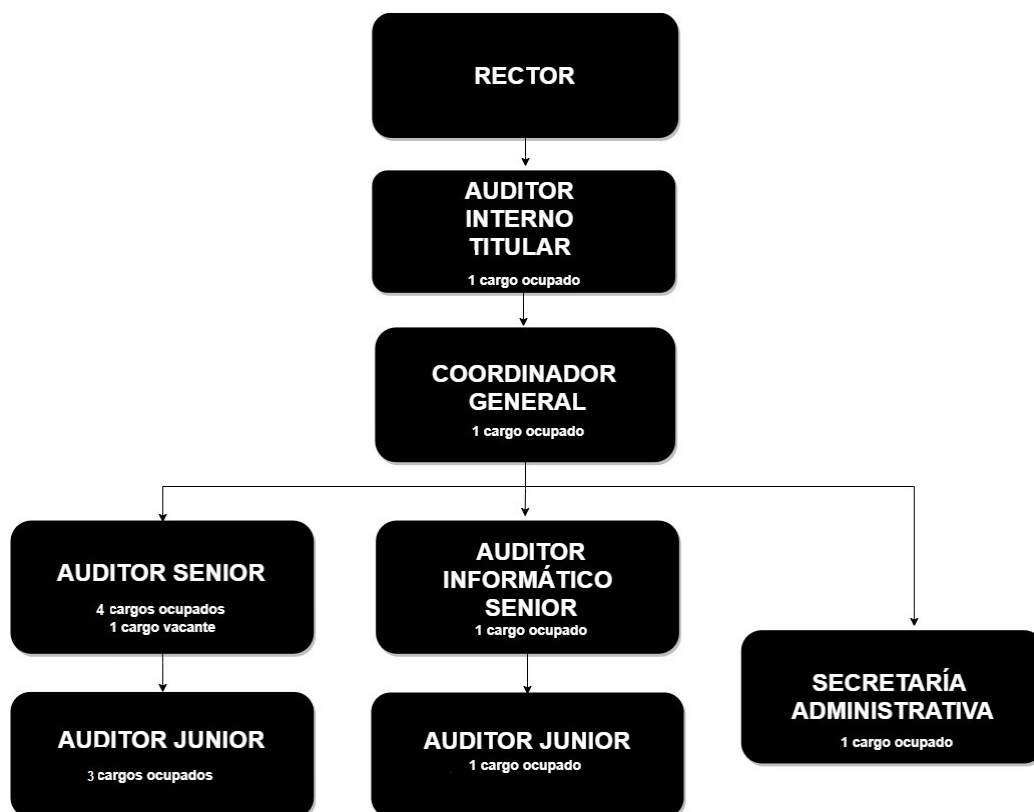 RECTOR
AUDITOR
INTERNO
TITULAR
1 cargo ocupado
COORDINADOR
GENERAL
1 cargo ocupado
AUDITOR SENIOR
4 cargos ocupados
1 cargo vacante
AUDITOR
INFORMÁTICO
SENIOR
1 cargo ocupado
AUDITOR JUNIOR
3 cargos ocupados
AUDITOR JUNIOR
1 cargo ocupado
SECRETARÍA
ADMINISTRATIVA
1 cargo ocupado